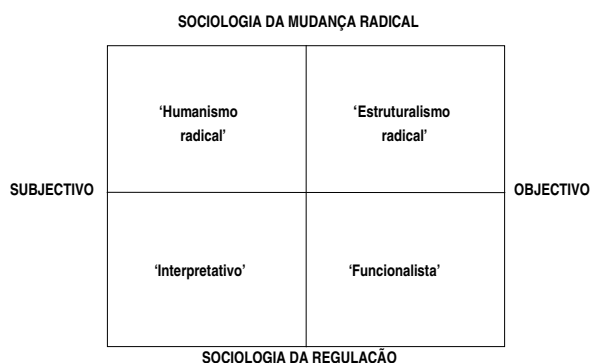 SOCIOLOGIA DA MUDANÇA RADICAL
‘Humanismo
radical’
‘Estruturalismo
radical’
SUBJECTIVO
OBJECTIVO
‘Interpretativo’
‘Funcionalista’
SOCIOLOGIA DA REGULAÇÃO